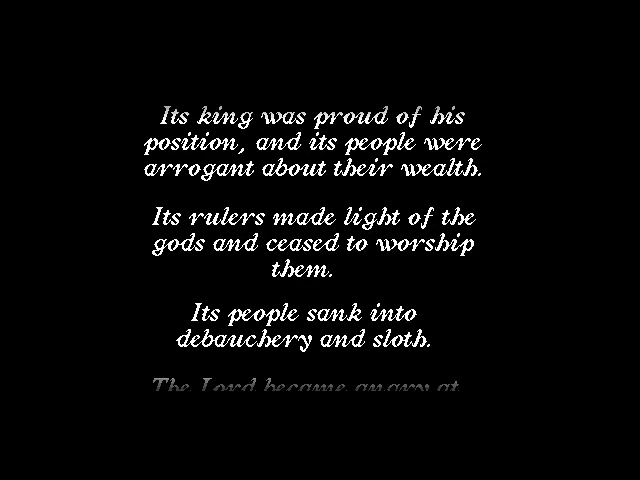 Its king was proud of his
position, and its people were
arrogant about their wealth.
Its rulers made light of the
gods and ceased to worship
them.
Its people sank into
debauchery and sloth.
The Lord became angry at